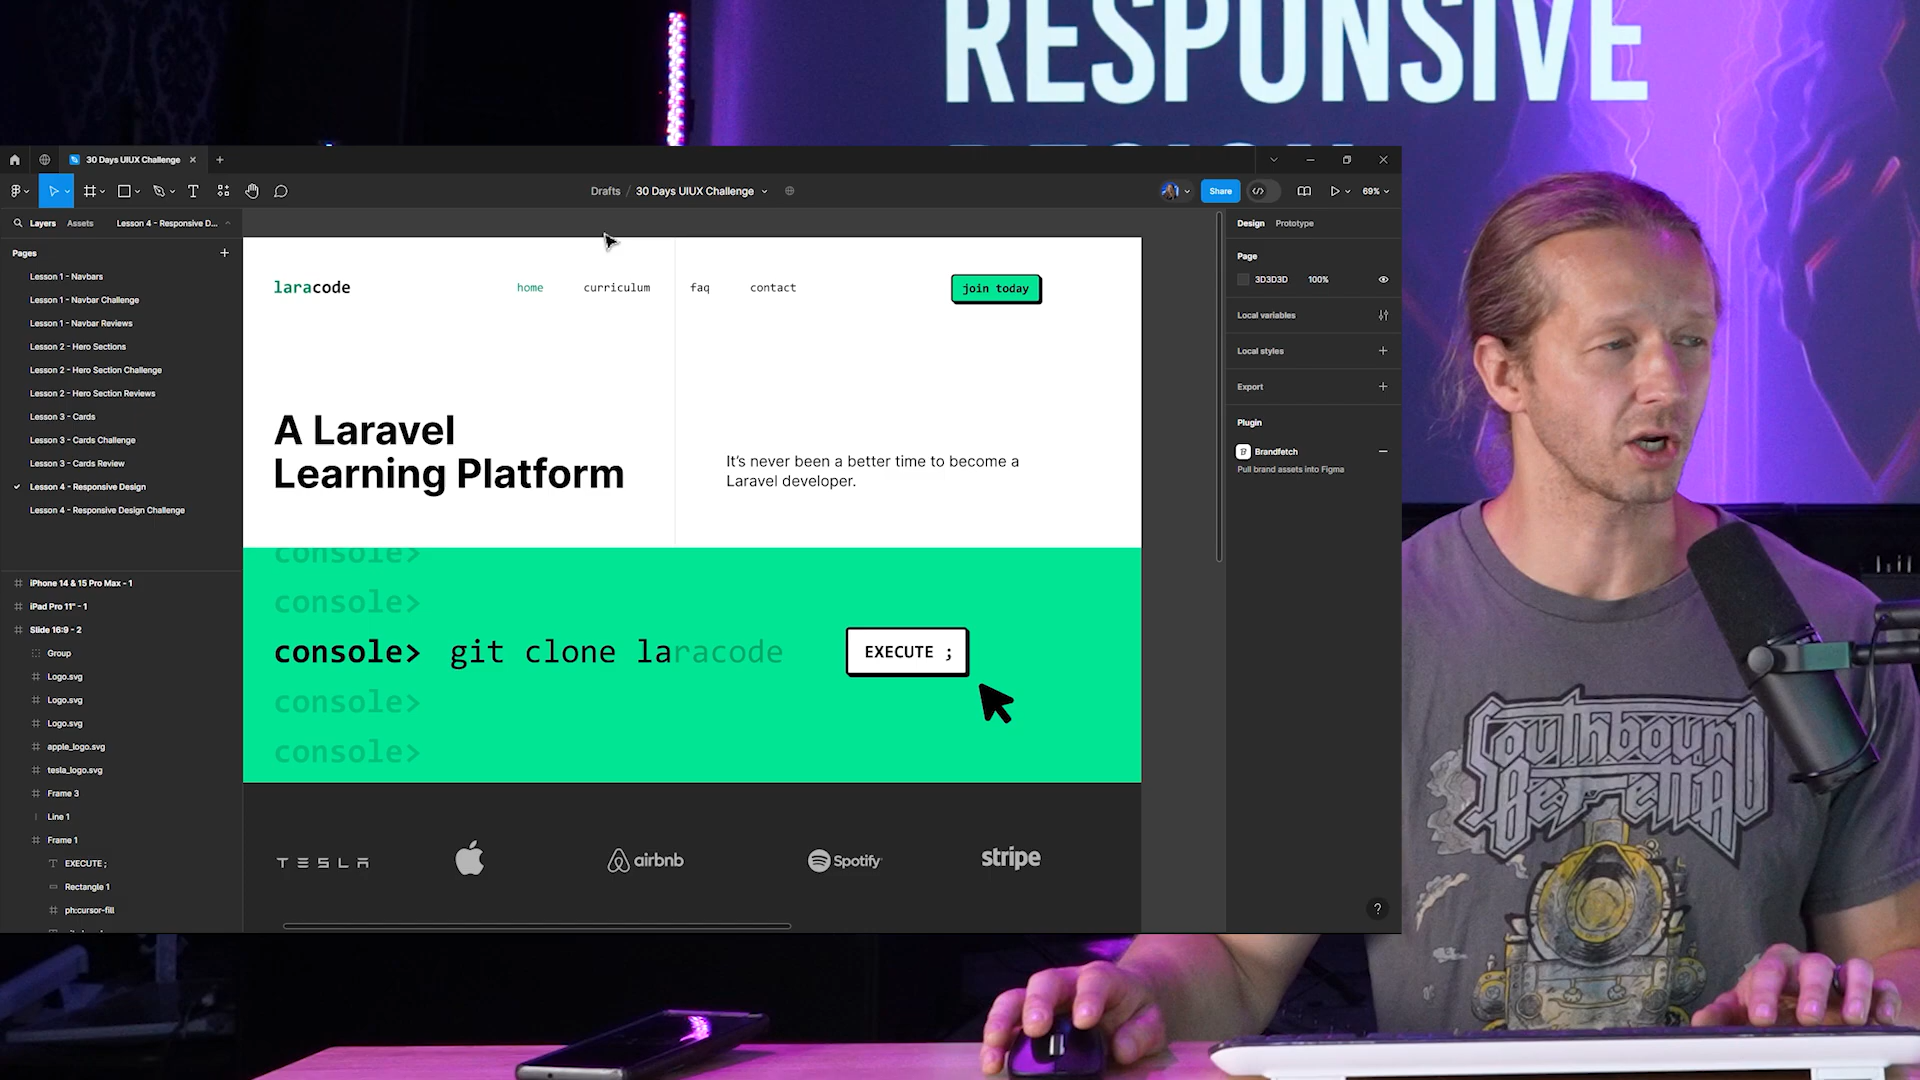 RESPONSIVE
30 Days UIUX Challenge
Drafts / 30 Days UIUX Challenge
Share
69%
Layers
Assets
Lesson 4 - Responsive D...
Design
Prototype
Pages
Lesson 1 - Navbars
Lesson 1 - Navbar Challenge
Lesson 1 - Navbar Reviews
Lesson 2 - Hero Sections
Lesson 2 - Hero Section Challenge
Lesson 2 - Hero Section Reviews
Lesson 3 - Cards
Lesson 3 - Cards Challenge
Lesson 3 - Cards Review
Lesson 4 - Responsive Design
Lesson 4 - Responsive Design Challenge
iPhone 14 & 15 Pro Max - 1
iPad Pro 11" - 1
Slide 16:9 - 2
Group
Logo.svg
Logo.svg
Logo.svg
apple_logo.svg
tesla_logo.svg
Frame 3
Line 1
Frame 1
EXECUTE ;
Rectangle 1
ph:cursor-fill
laracode
home
curriculum
faq
contact
join today
A Laravel
Learning Platform
It's never been a better time to become a
Laravel developer.
console>
console>
console> git clone laracode
EXECUTE ;
console>
console>
TESLA
airbnb
Spotify
stripe
Page
3D3D3D
100%
Local variables
Local styles
Export
Plugin
Brandfetch
Pull brand assets into Figma
?
Southbound
Beretta